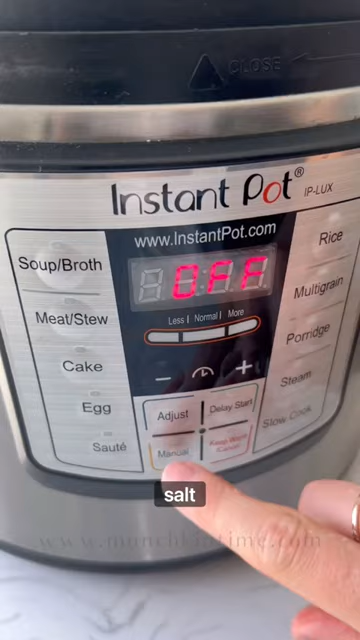 CLOSE
Instant Pot® IP-LUX
www.InstantPot.com
OFF
Less | Normal | More
Soup/Broth
Meat/Stew
Cake
Egg
Sauté
Rice
Multigrain
Porridge
Steam
Slow Cook
Adjust
Delay Start
Manual
Keep Warm
/Cancel
salt
www.munchkintime.com